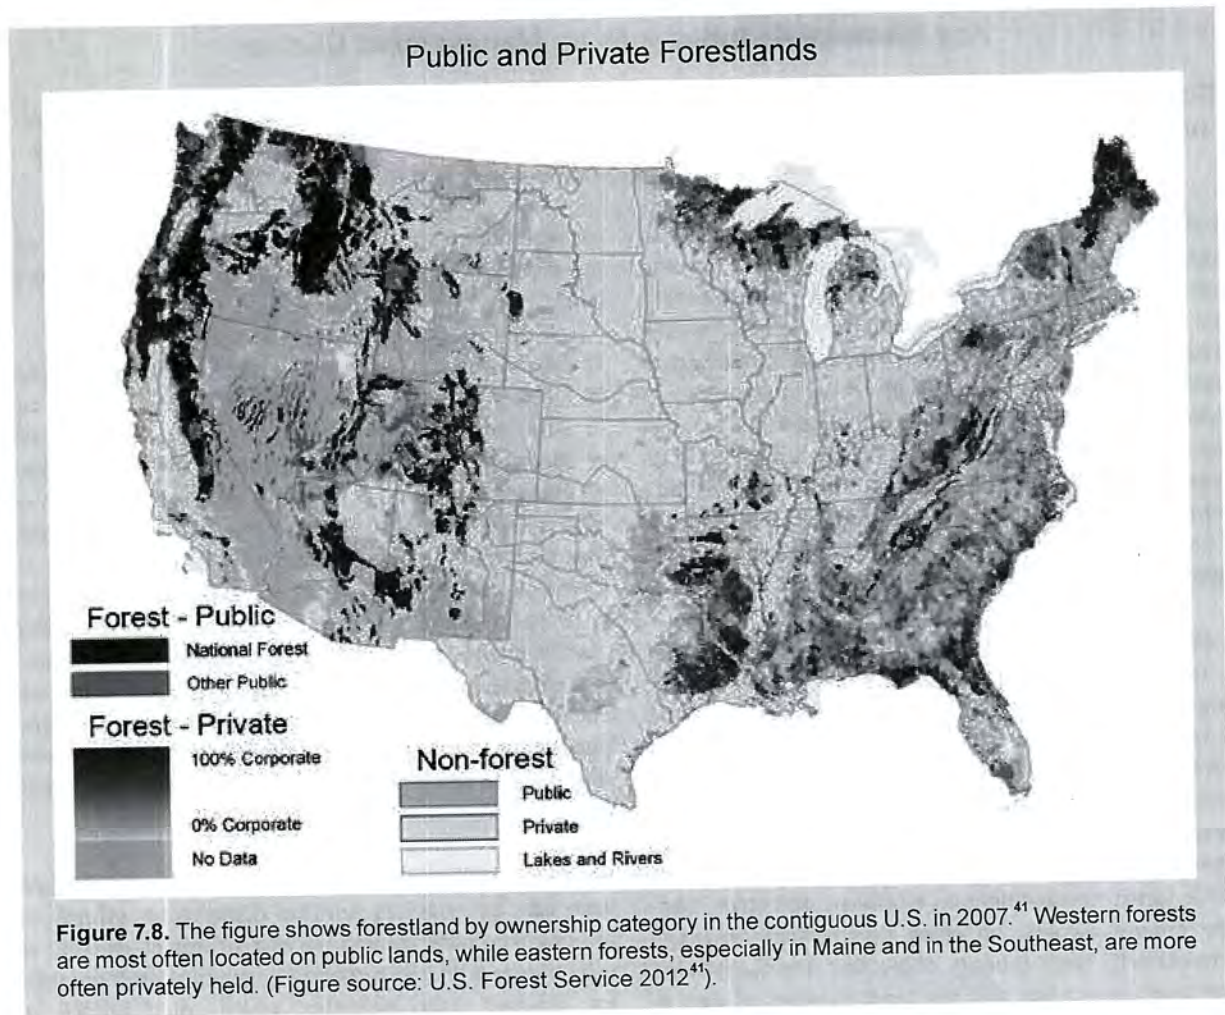 Public and Private Forestlands
Forest - Public
National Forest
Other Public
Forest - Private
100% Corporate
0% Corporate
No Data
Non-forest
Public
Private
Lakes and Rivers
Figure 7.8. The figure shows forestland by ownership category in the contiguous U.S. in 2007.41 Western forests
are most often located on public lands, while eastern forests, especially in Maine and in the Southeast, are more
often privately held. (Figure source: U.S. Forest Service 201241).